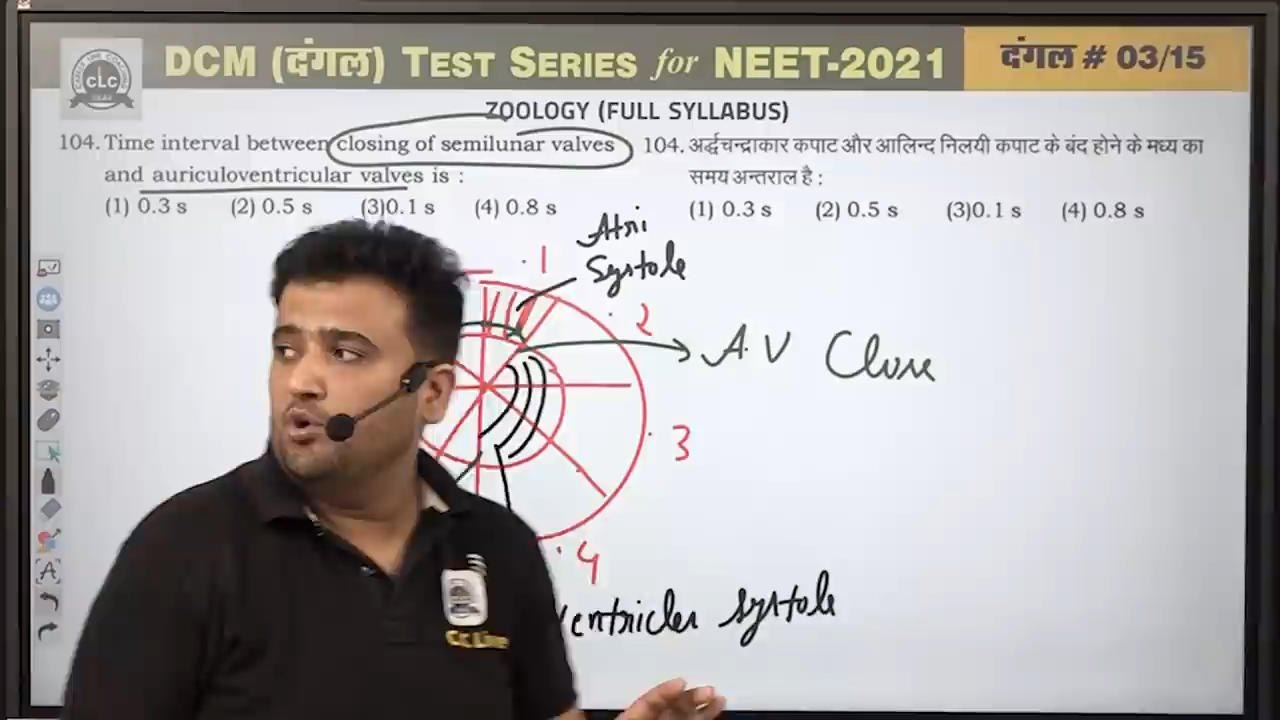 DCM (दंगल) TEST SERIES for NEET-2021
दंगल # 03/15
CLC
ZOOLOGY (FULL SYLLABUS)
104. Time interval between closing of semilunar valves
and auriculoventricular valves is :
(1) 0.3 s (2) 0.5 s (3)0.1 s (4) 0.8 s
104. अर्द्धचन्द्राकार कपाट और आलिन्द निलयी कपाट के बंद होने के मध्य का
समय अन्तराल है :
(1) 0.3 s (2) 0.5 s (3)0.1 s (4) 0.8 s
Atri
Systole
.1
.2
A.V Close
.3
.4
entricler systole